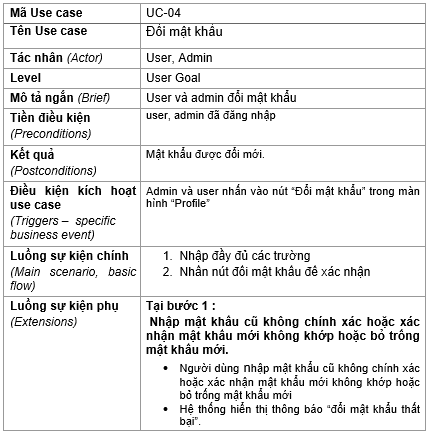 Mã Use case UC-04
Tên Use case Đổi mật khẩu
Tác nhân (Actor) User, Admin
Level User Goal
Mô tả ngắn (Brief) User và admin đổi mật khẩu
Tiền điều kiện user, admin đã đăng nhập
(Preconditions)
Kết quả Mật khẩu được đổi mới.
(Postconditions)
Điều kiện kích hoạt Admin và user nhấn vào nút “Đổi mật khẩu” trong màn
use case hình “Profile”
(Triggers – specific
business event)
Luồng sự kiện chính 1. Nhập đầy đủ các trường
(Main scenario, basic 2. Nhấn nút đổi mật khẩu để xác nhận
flow)
Luồng sự kiện phụ Tại bước 1 :
(Extensions) Nhập mật khẩu cũ không chính xác hoặc xác
nhận mật khẩu mới không khớp hoặc bỏ trống
mật khẩu mới.
• Người dùng nhập mật khẩu cũ không chính xác
hoặc xác nhận mật khẩu mới không khớp hoặc
bỏ trống mật khẩu mới
• Hệ thống hiển thị thông báo “đổi mật khẩu thất
bại”.